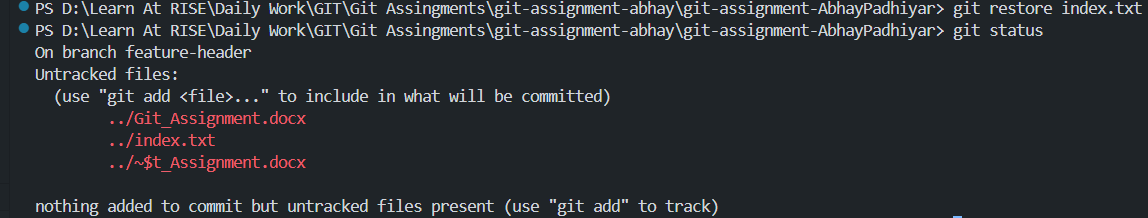 PS D:\Learn At RISE\Daily Work\GIT\Git Assingments\git-assignment-abhay\git-assignment-AbhayPadhiyar> git restore index.txt
PS D:\Learn At RISE\Daily Work\GIT\Git Assingments\git-assignment-abhay\git-assignment-AbhayPadhiyar> git status
On branch feature-header
Untracked files:
  (use "git add <file>..." to include in what will be committed)
        ../Git_Assignment.docx
        ../index.txt
        ../~$t_Assignment.docx
nothing added to commit but untracked files present (use "git add" to track)